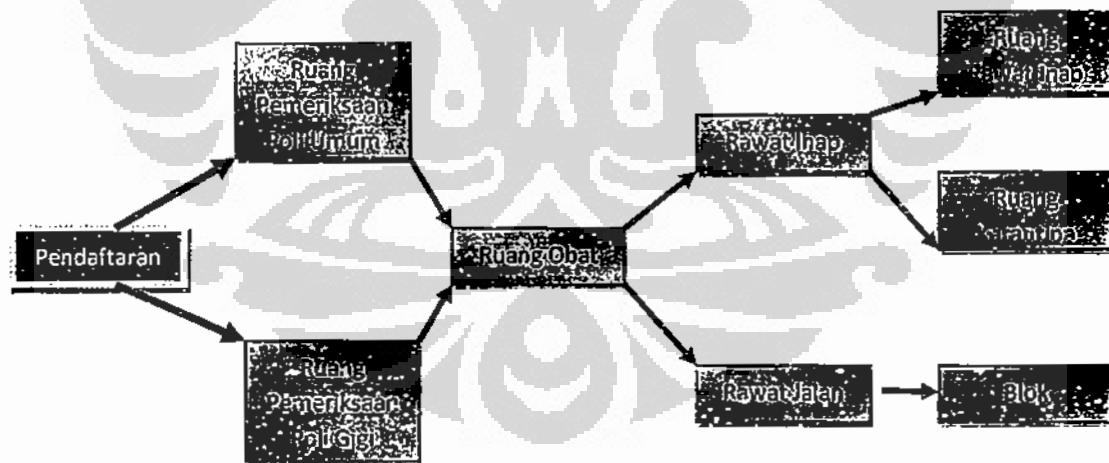 Pendaftaran
Ruang
Pemeriksaan
Poli Umum
Ruang
Pemeriksaan
Poli Gigi
Ruang Obat
Rawat Inap
Rawat Jalan
Ruang
Rawat Inap
Ruang
Karantina
Blok